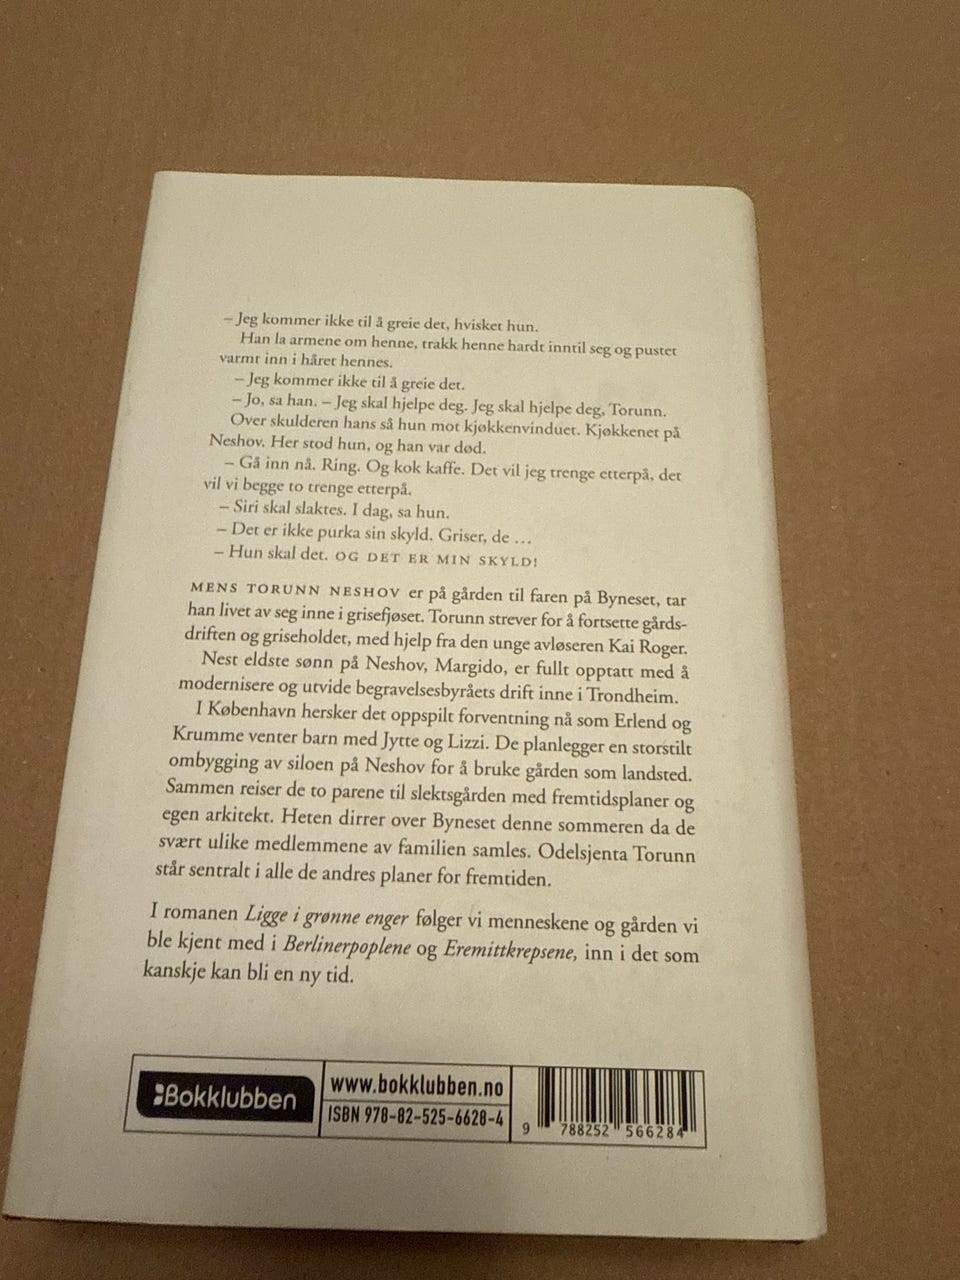 – Jeg kommer ikke til å greie det, hvisket hun.
Han la armene om henne, trakk henne hardt inntil seg og pustet
varmt inn i håret hennes.
– Jeg kommer ikke til å greie det.
– Jo, sa han. – Jeg skal hjelpe deg. Jeg skal hjelpe deg, Torunn.
Over skulderen hans så hun mot kjøkkenvinduet. Kjøkkenet på
Neshov. Her stod hun, og han var død.
– Gå inn nå. Ring. Og kok kaffe. Det vil jeg trenge etterpå, det
vil vi begge to trenge etterpå.
– Siri skal slaktes. I dag, sa hun.
– Det er ikke purka sin skyld. Griser, de …
– Hun skal det. OG DET ER MIN SKYLD!
MENS TORUNN NESHOV er på gården til faren på Byneset, tar
han livet av seg inne i grisefjøset. Torunn strever for å fortsette gårds-
driften og griseholdet, med hjelp fra den unge avløseren Kai Roger.
Nest eldste sønn på Neshov, Margido, er fullt opptatt med å
modernisere og utvide begravelsesbyråets drift inne i Trondheim.
I København hersker det oppspilt forventning nå som Erlend og
Krumme venter barn med Jytte og Lizzi. De planlegger en storstilt
ombygging av siloen på Neshov for å bruke gården som landsted.
Sammen reiser de to parene til slektsgården med fremtidsplaner og
egen arkitekt. Heten dirrer over Byneset denne sommeren da de
svært ulike medlemmene av familien samles. Odelsjenta Torunn
står sentralt i alle de andres planer for fremtiden.
I romanen Ligge i grønne enger følger vi menneskene og gården vi
ble kjent med i Berlinerpoplene og Eremittkrepsene, inn i det som
kanskje kan bli en ny tid.
Bokklubben
www.bokklubben.no
ISBN 978-82-525-6628-4
9 788252 566284